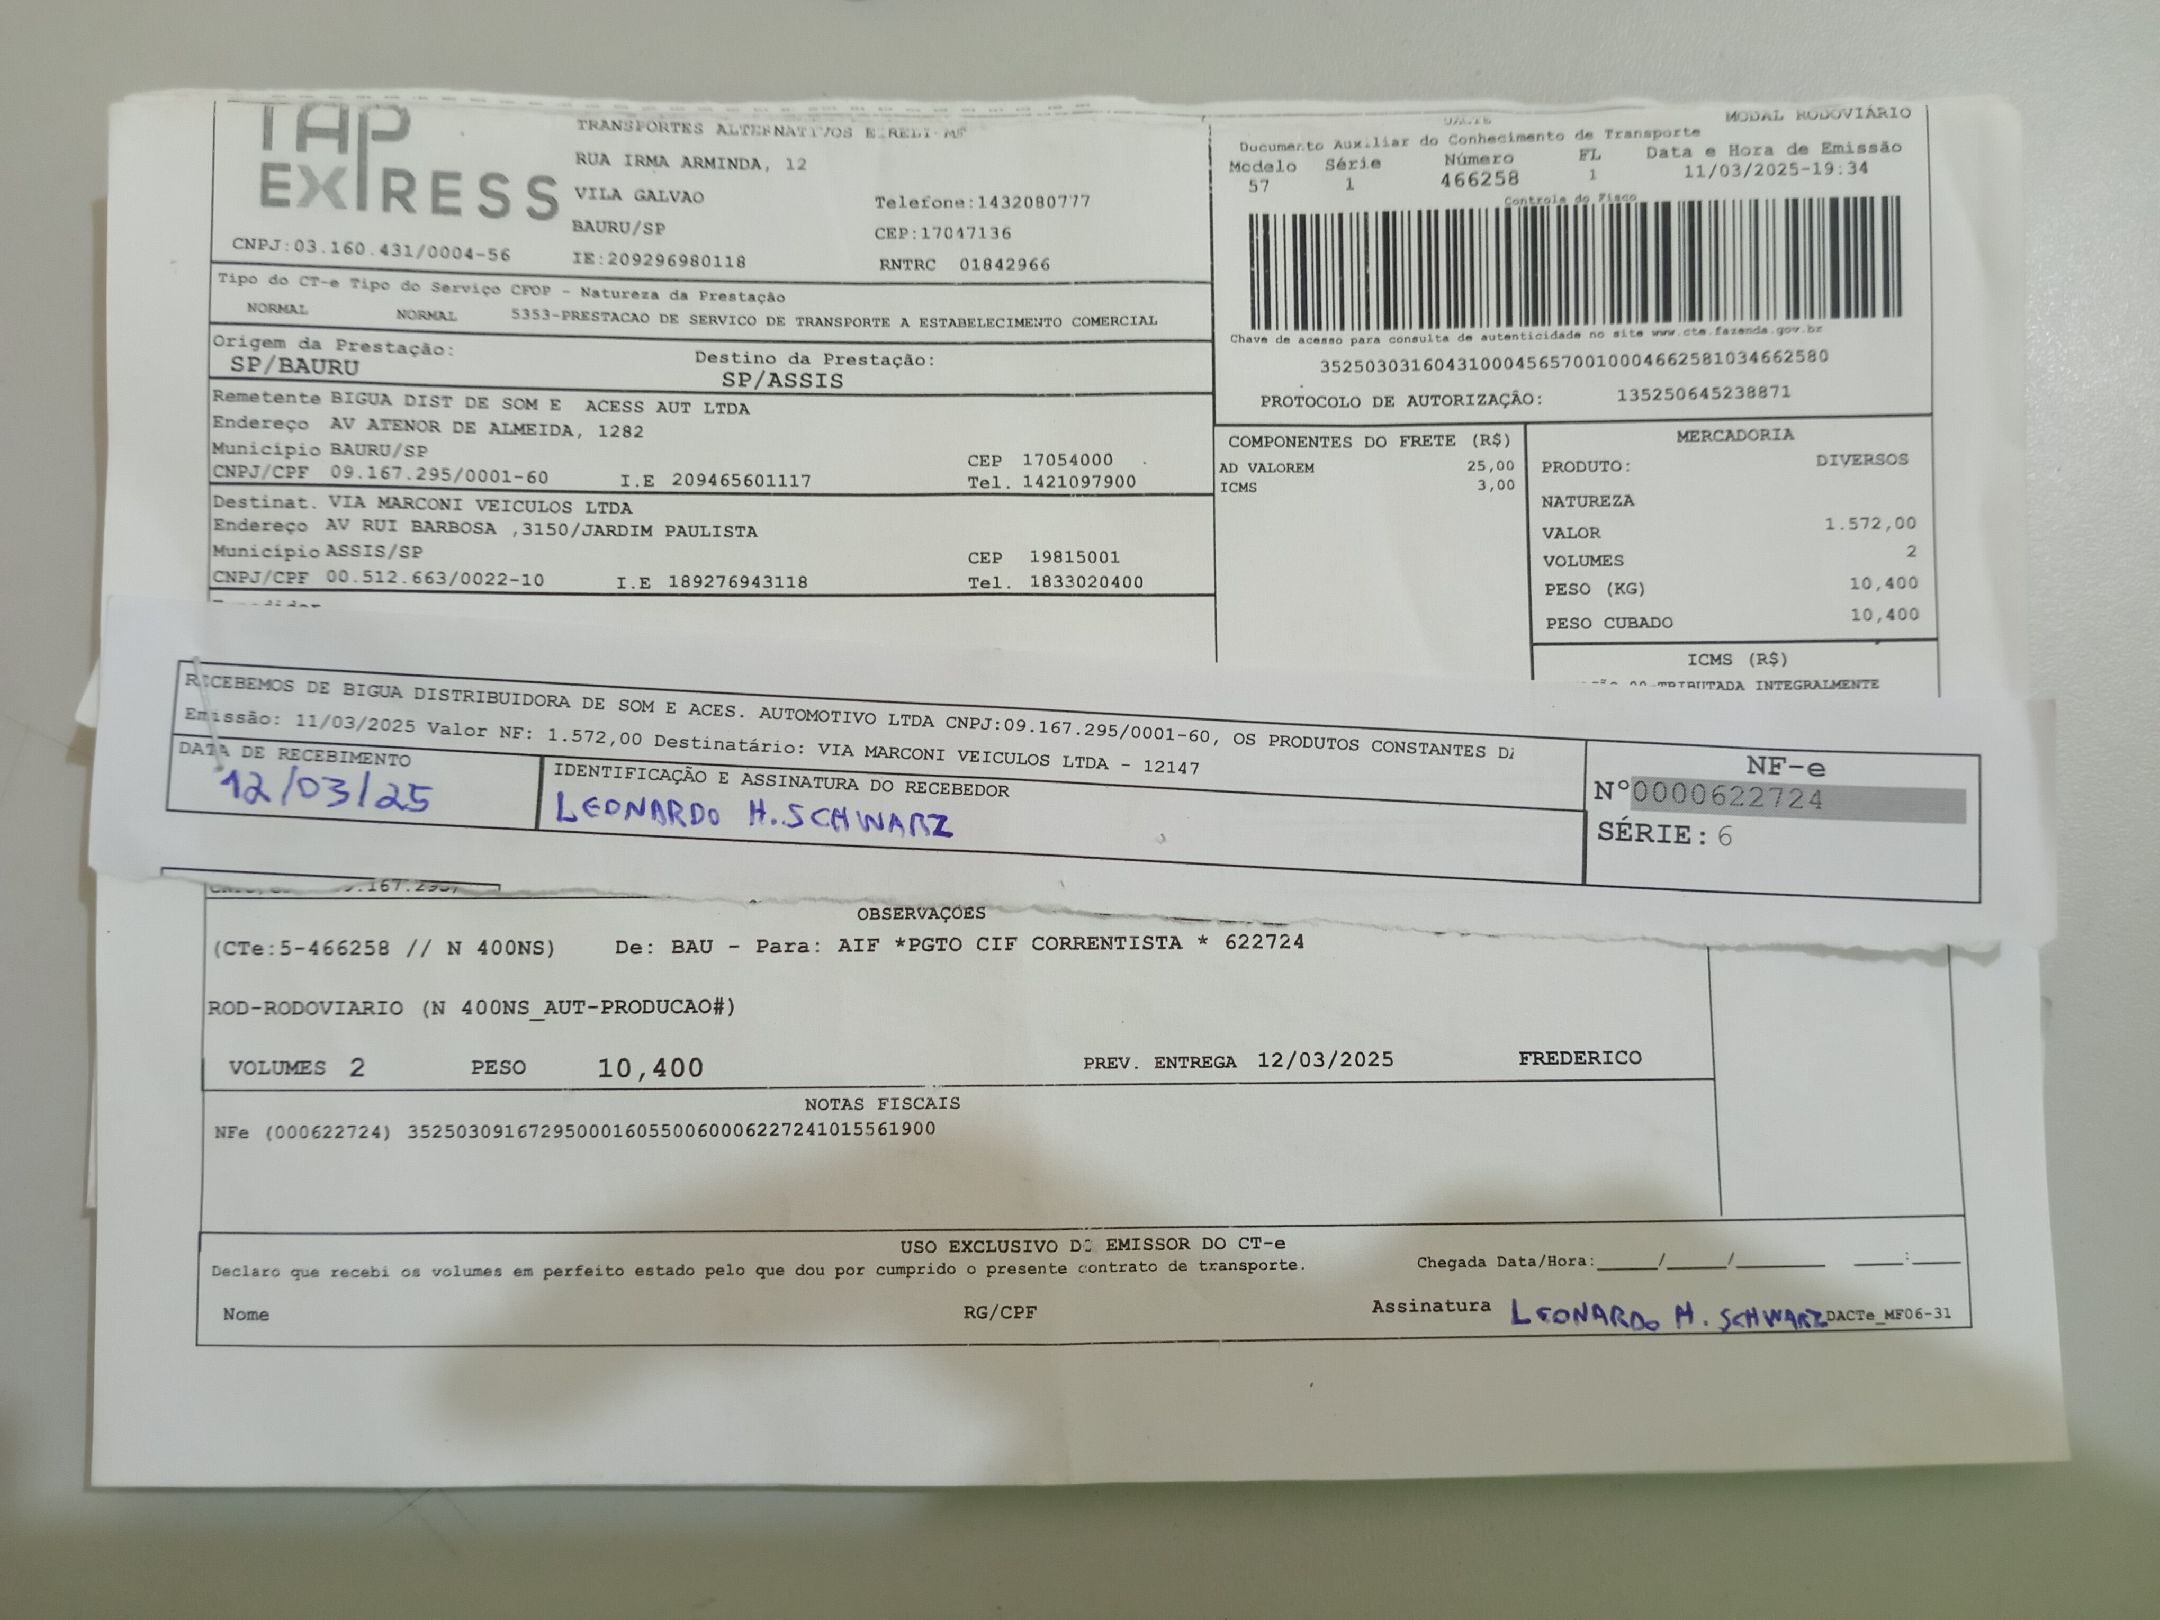 TAP EXPRESS
CNPJ:03.160.431/0004-56
TRANSPORTES ALTERNATIVOS EIRELI-ME
RUA IRMA ARMINDA, 12
VILA GALVAO
BAURU/SP
IE:209296980118
Telefone:1432080777
CEP:17047136
RNTRC 01842966
MODAL RODOVIÁRIO
DACTE
Documento Auxiliar do Conhecimento de Transporte
Modelo Série Número FL Data e Hora de Emissão
57 1 466258 1 11/03/2025-19:34
Controle do Fisco
Chave de acesso para consulta de autenticidade no site www.cte.fazenda.gov.br
35250303160431000456570010004662581034662580
PROTOCOLO DE AUTORIZAÇÃO: 135250645238871
Tipo do CT-e Tipo do Serviço CFOP - Natureza da Prestação
NORMAL NORMAL 5353-PRESTACAO DE SERVICO DE TRANSPORTE A ESTABELECIMENTO COMERCIAL
Origem da Prestação: Destino da Prestação:
SP/BAURU SP/ASSIS
Remetente BIGUA DIST DE SOM E ACESS AUT LTDA
Endereço AV ATENOR DE ALMEIDA, 1282
Município BAURU/SP CEP 17054000
CNPJ/CPF 09.167.295/0001-60 I.E 209465601117 Tel. 1421097900
Destinat. VIA MARCONI VEICULOS LTDA
Endereço AV RUI BARBOSA ,3150/JARDIM PAULISTA
Município ASSIS/SP CEP 19815001
CNPJ/CPF 00.512.663/0022-10 I.E 189276943118 Tel. 1833020400
COMPONENTES DO FRETE (R$)
AD VALOREM 25,00
ICMS 3,00
MERCADORIA
PRODUTO: DIVERSOS
NATUREZA
VALOR 1.572,00
VOLUMES 2
PESO (KG) 10,400
PESO CUBADO 10,400
ICMS (R$)
TRIBUTADA INTEGRALMENTE
RECEBEMOS DE BIGUA DISTRIBUIDORA DE SOM E ACES. AUTOMOTIVO LTDA CNPJ:09.167.295/0001-60, OS PRODUTOS CONSTANTES DA
Emissão: 11/03/2025 Valor NF: 1.572,00 Destinatário: VIA MARCONI VEICULOS LTDA - 12147
DATA DE RECEBIMENTO
12/03/25
IDENTIFICAÇÃO E ASSINATURA DO RECEBEDOR
LEONARDO H. SCHWARZ
NF-e
Nº0000622724
SÉRIE: 6
OBSERVAÇOES
(CTe:5-466258 // N 400NS) De: BAU - Para: AIF *PGTO CIF CORRENTISTA * 622724
ROD-RODOVIARIO (N 400NS_AUT-PRODUCAO#)
VOLUMES 2 PESO 10,400 PREV. ENTREGA 12/03/2025 FREDERICO
NOTAS FISCAIS
NFe (000622724) 35250309167295000160550060006227241015561900
USO EXCLUSIVO DO EMISSOR DO CT-e
Declaro que recebi os volumes em perfeito estado pelo que dou por cumprido o presente contrato de transporte. Chegada Data/Hora:____/____/______ ____:____
Nome RG/CPF Assinatura LEONARDO H. SCHWARZ DACTe_MF06-31